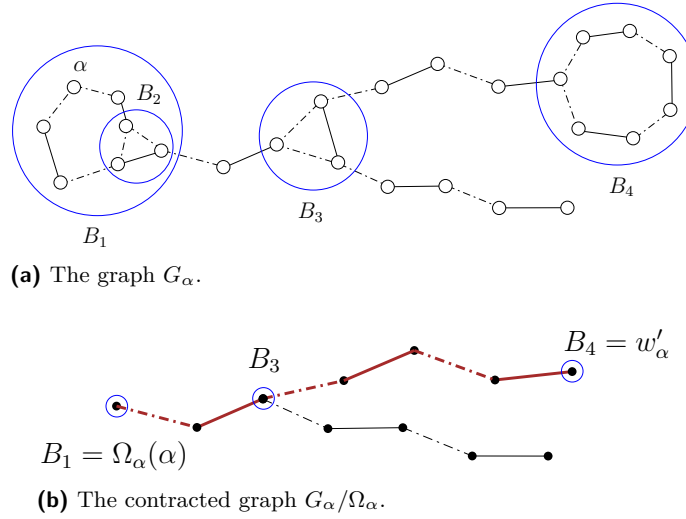 α
B₂
B₁
B₃
B₄
(a) The graph Gα.
B₃
B₄ = w′α
B₁ = Ωα(α)
(b) The contracted graph Gα/Ωα.